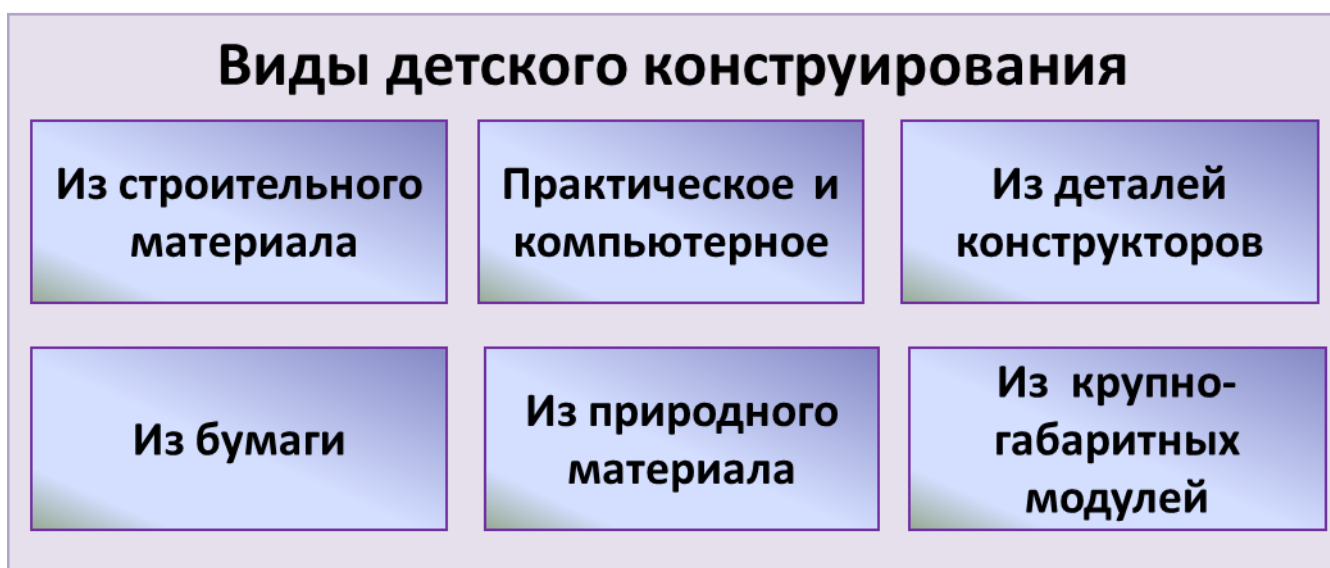 Виды детского конструирования
Из строительного
материала
Практическое и
компьютерное
Из деталей
конструкторов
Из бумаги
Из природного
материала
Из крупно-
габаритных
модулей